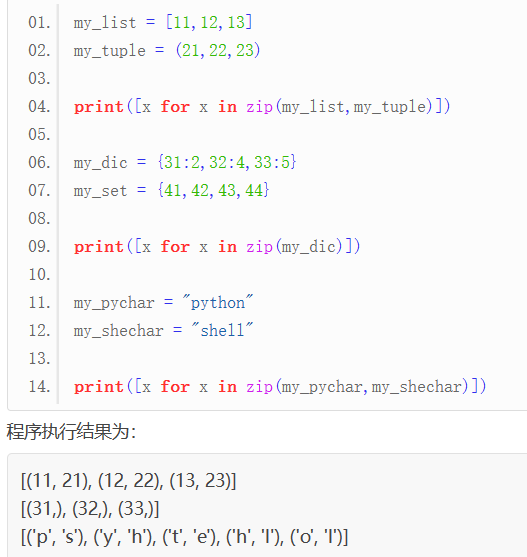 01. my_list = [11,12,13]
02. my_tuple = (21,22,23)
03.
04. print([x for x in zip(my_list,my_tuple)])
05.
06. my_dic = {31:2,32:4,33:5}
07. my_set = {41,42,43,44}
08.
09. print([x for x in zip(my_dic)])
10.
11. my_pychar = "python"
12. my_shechar = "shell"
13.
14. print([x for x in zip(my_pychar,my_shechar)])
程序执行结果为：
[(11, 21), (12, 22), (13, 23)]
[(31,), (32,), (33,)]
[('p', 's'), ('y', 'h'), ('t', 'e'), ('h', 'l'), ('o', 'l')]